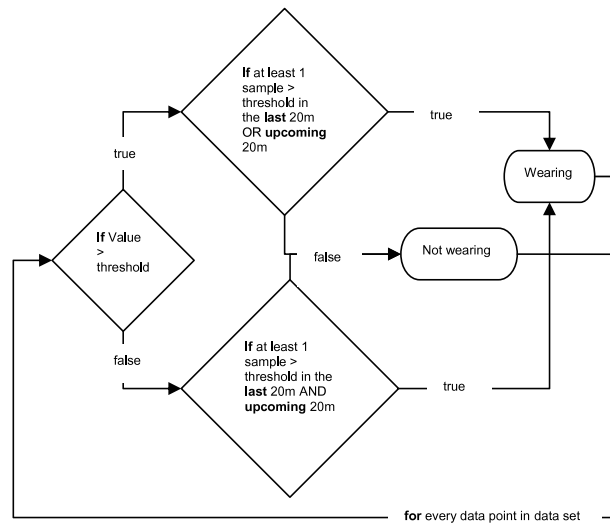 If at least 1
sample >
threshold in
the last 20m
OR upcoming
20m
true
true
Wearing
If Value
>
threshold
false
Not wearing
false
If at least 1
sample >
threshold in the
last 20m AND
upcoming 20m
true
for every data point in data set